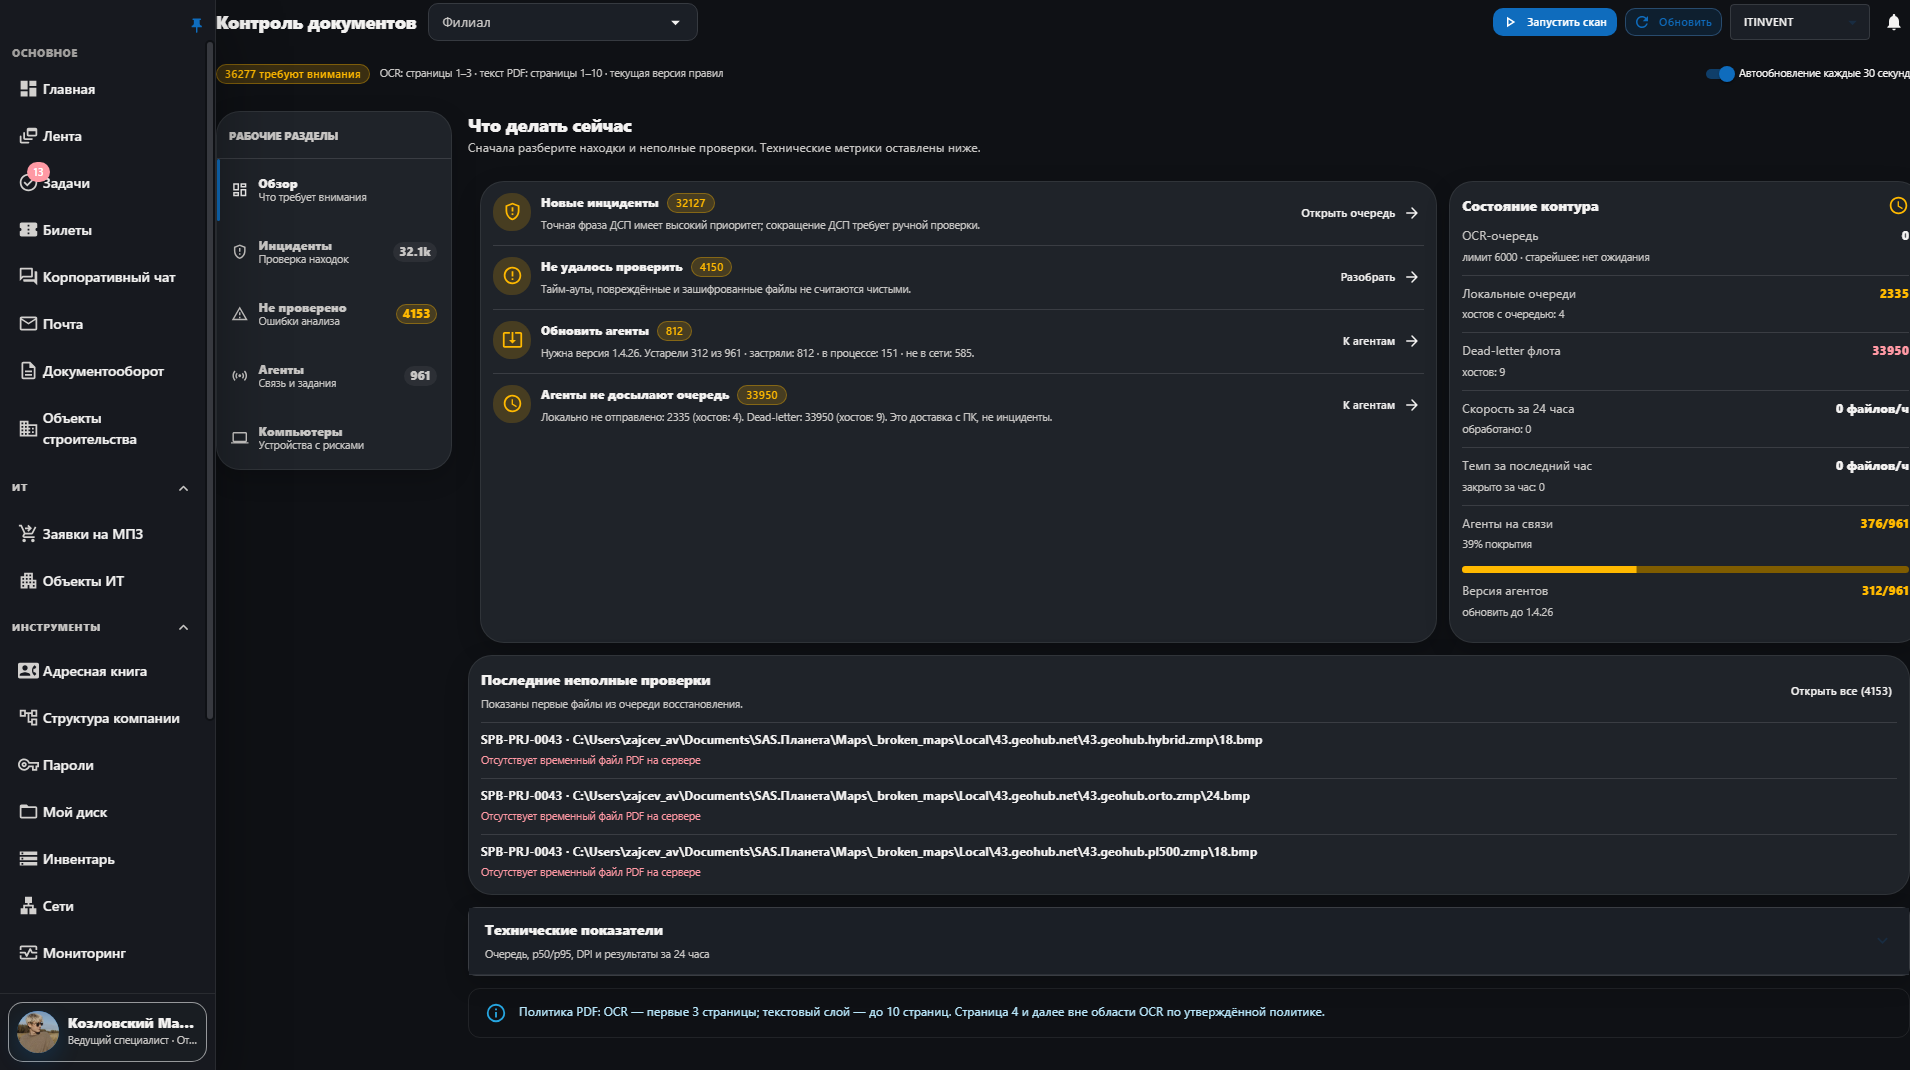 Контроль документов
Филиал
Запустить скан
Обновить
ITINVENT
36277 требуют внимания
OCR: страницы 1–3 · текст PDF: страницы 1–10 · текущая версия правил
Автообновление каждые 30 секунд
ОСНОВНОЕ
Главная
Лента
13
Задачи
Билеты
Корпоративный чат
Почта
Документооборот
Объекты
строительства
ИТ
Заявки на МПЗ
Объекты ИТ
ИНСТРУМЕНТЫ
Адресная книга
Структура компании
Пароли
Мой диск
Инвентарь
Сети
Мониторинг
Козловский Ма...
Ведущий специалист · От...
РАБОЧИЕ РАЗДЕЛЫ
Обзор
Что требует внимания
Инциденты
Проверка находок
32.1k
Не проверено
Ошибки анализа
4153
Агенты
Связь и задания
961
Компьютеры
Устройства с рисками
Что делать сейчас
Сначала разберите находки и неполные проверки. Технические метрики оставлены ниже.
Новые инциденты 32127
Точная фраза ДСП имеет высокий приоритет; сокращение ДСП требует ручной проверки.
Открыть очередь
Не удалось проверить 4150
Тайм-ауты, повреждённые и зашифрованные файлы не считаются чистыми.
Разобрать
Обновить агенты 812
Нужна версия 1.4.26. Устарели 312 из 961 · застряли: 812 · в процессе: 151 · не в сети: 585.
К агентам
Агенты не досылают очередь 33950
Локально не отправлено: 2335 (хостов: 4). Dead-letter: 33950 (хостов: 9). Это доставка с ПК, не инциденты.
К агентам
Состояние контура
OCR-очередь 0
лимит 6000 · старейшее: нет ожидания
Локальные очереди 2335
хостов с очередью: 4
Dead-letter флота 33950
хостов: 9
Скорость за 24 часа 0 файлов/ч
обработано: 0
Темп за последний час 0 файлов/ч
закрыто за час: 0
Агенты на связи 376/961
39% покрытия
Версия агентов 312/961
обновить до 1.4.26
Последние неполные проверки
Показаны первые файлы из очереди восстановления.
Открыть все (4153)
SPB-PRJ-0043 · C:\Users\zajcev_av\Documents\SAS.Планета\Maps\_broken_maps\Local\43.geohub.net\43.geohub.hybrid.zmp\18.bmp
Отсутствует временный файл PDF на сервере
SPB-PRJ-0043 · C:\Users\zajcev_av\Documents\SAS.Планета\Maps\_broken_maps\Local\43.geohub.net\43.geohub.orto.zmp\24.bmp
Отсутствует временный файл PDF на сервере
SPB-PRJ-0043 · C:\Users\zajcev_av\Documents\SAS.Планета\Maps\_broken_maps\Local\43.geohub.net\43.geohub.pl500.zmp\18.bmp
Отсутствует временный файл PDF на сервере
Технические показатели
Очередь, p50/p95, DPI и результаты за 24 часа
Политика PDF: OCR — первые 3 страницы; текстовый слой — до 10 страниц. Страница 4 и далее вне области OCR по утверждённой политике.